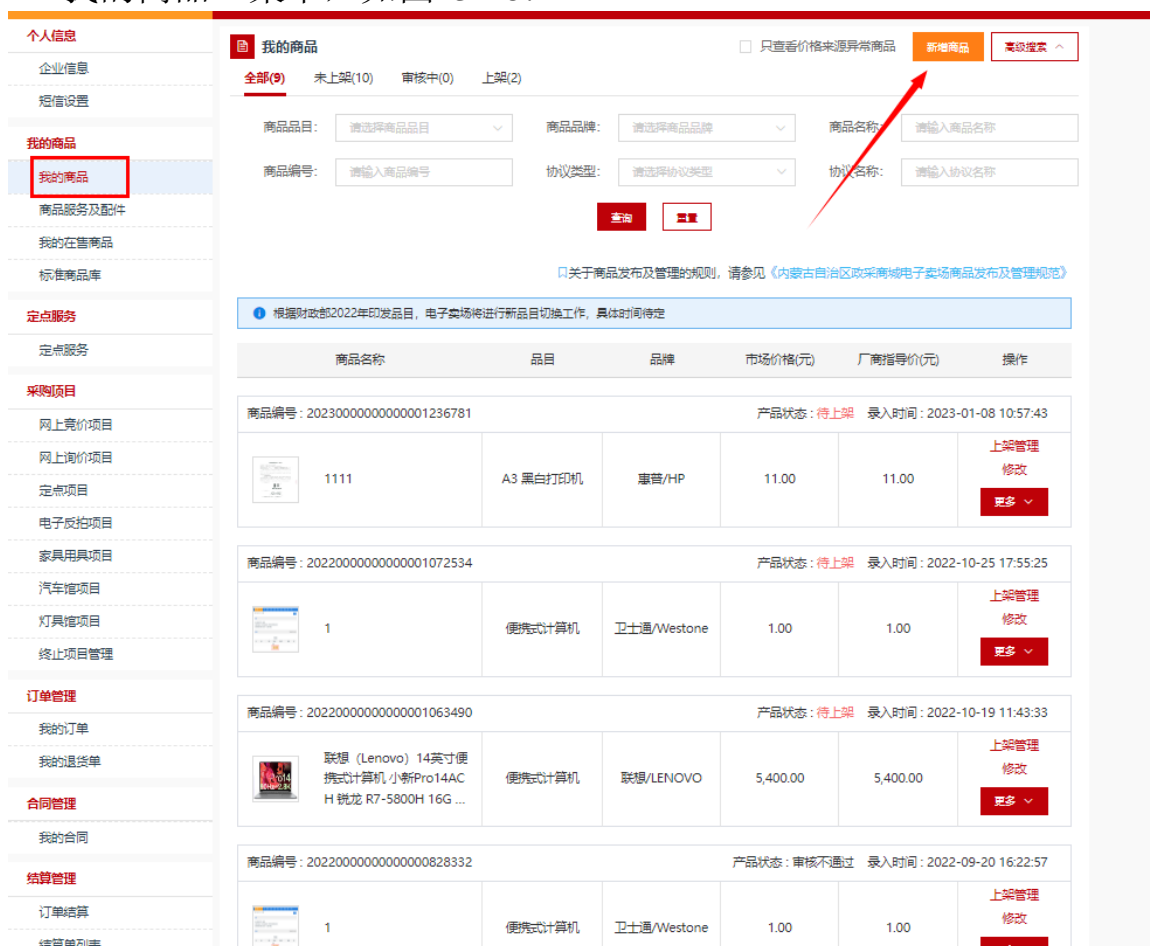 个人信息
企业信息
短信设置
我的商品
我的商品
商品服务及配件
我的在售商品
标准商品库
定点服务
定点服务
采购项目
网上竞价项目
网上询价项目
定点项目
电子反拍项目
家具用具项目
汽车馆项目
灯具馆项目
终止项目管理
订单管理
我的订单
我的退货单
合同管理
我的合同
结算管理
订单结算
结算单列表
我的商品
只查看价格来源异常商品 新增商品 高级搜索
全部(9) 未上架(10) 审核中(0) 上架(2)
商品品目: 请选择商品品目 商品品牌: 请选择商品品牌 商品名称: 请输入商品名称
商品编号: 请输入商品编号 协议类型: 请选择协议类型 协议名称: 请输入协议名称
查询 重置
关于商品发布及管理的规则,请参见《内蒙古自治区政采商城电子卖场商品发布及管理规范》
根据财政部2022年印发品目,电子卖场将进行新品目切换工作,具体时间待定
商品名称 品目 品牌 市场价格(元) 厂商指导价(元) 操作
商品编号 : 20230000000000001236781 产品状态 : 待上架 录入时间 : 2023-01-08 10:57:43
1111 A3 黑白打印机 惠普/HP 11.00 11.00
上架管理
修改
更多
商品编号 : 20220000000000001072534 产品状态 : 待上架 录入时间 : 2022-10-25 17:55:25
1 便携式计算机 卫士通/Westone 1.00 1.00
上架管理
修改
更多
商品编号 : 20220000000000001063490 产品状态 : 待上架 录入时间 : 2022-10-19 11:43:33
联想(Lenovo)14英寸便
携式计算机 小新Pro14AC
H 锐龙 R7-5800H 16G ...
便携式计算机 联想/LENOVO 5,400.00 5,400.00
上架管理
修改
更多
商品编号 : 20220000000000000828332 产品状态 : 审核不通过 录入时间 : 2022-09-20 16:22:57
1 便携式计算机 卫士通/Westone 1.00 1.00
上架管理
修改